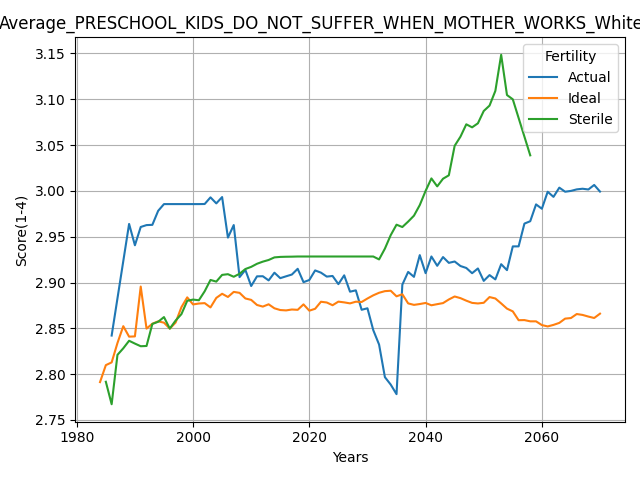 Average_PRESCHOOL_KIDS_DO_NOT_SUFFER_WHEN_MOTHER_WORKS_White
Fertility
Actual
Ideal
Sterile
Score(1-4)
3.15
3.10
3.05
3.00
2.95
2.90
2.85
2.80
2.75
1980
2000
2020
2040
2060
Years